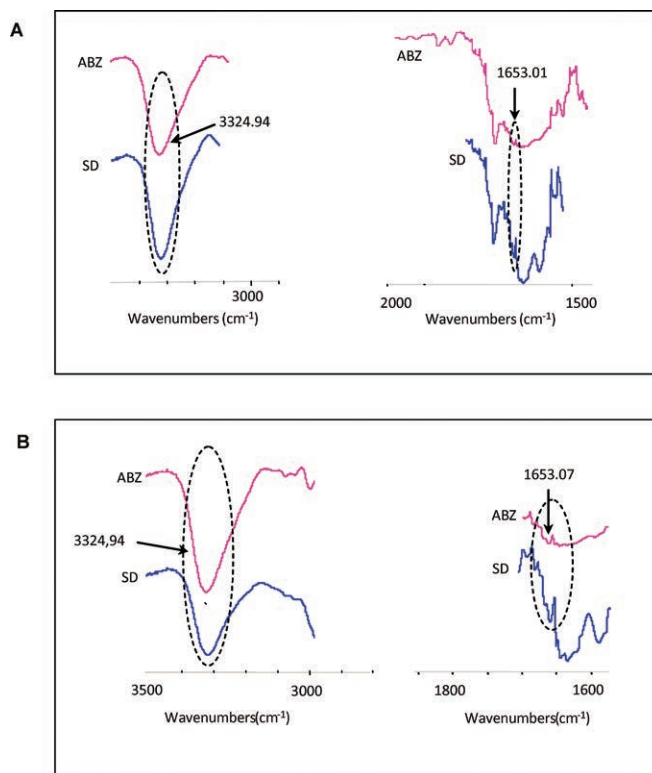 A
ABZ
3324.94
SD
3000
Wavenumbers (cm-1)
ABZ
1653.01
SD
2000
1500
Wavenumbers (cm-1)
B
ABZ
3324,94
SD
3500
3000
Wavenumbers(cm-1)
1653.07
ABZ
SD
1800
1600
Wavenumbers(cm-1)